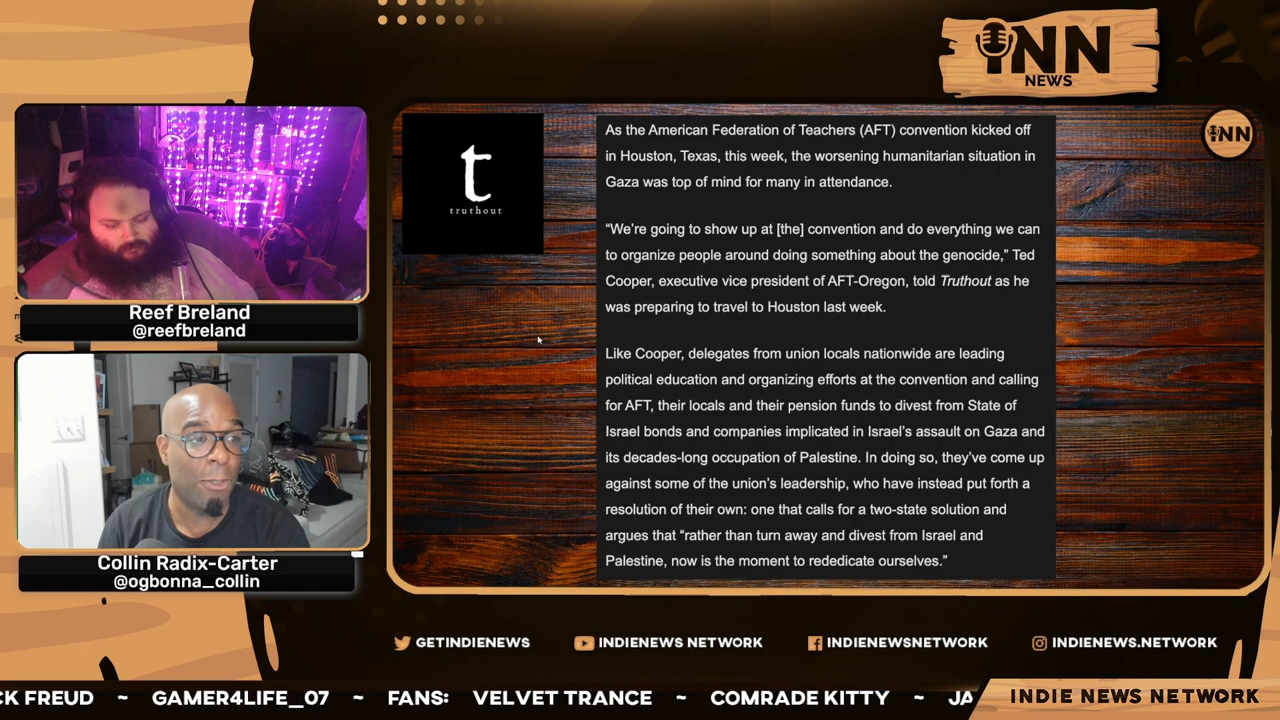 INN
NEWS
INN
t
truthout
As the American Federation of Teachers (AFT) convention kicked off
in Houston, Texas, this week, the worsening humanitarian situation in
Gaza was top of mind for many in attendance.
“We’re going to show up at [the] convention and do everything we can
to organize people around doing something about the genocide,” Ted
Cooper, executive vice president of AFT-Oregon, told Truthout as he
was preparing to travel to Houston last week.
Like Cooper, delegates from union locals nationwide are leading
political education and organizing efforts at the convention and calling
for AFT, their locals and their pension funds to divest from State of
Israel bonds and companies implicated in Israel’s assault on Gaza and
its decades-long occupation of Palestine. In doing so, they’ve come up
against some of the union’s leadership, who have instead put forth a
resolution of their own: one that calls for a two-state solution and
argues that “rather than turn away and divest from Israel and
Palestine, now is the moment to rededicate ourselves.”
Reef Breland
@reefbreland
Collin Radix-Carter
@ogbonna_collin
GETINDIENEWS
INDIENEWS NETWORK
INDIENEWSNETWORK
INDIENEWS.NETWORK
CK FREUD ~ GAMER4LIFE_07 ~ FANS: VELVET TRANCE ~ COMRADE KITTY ~ JA
INDIE NEWS NETWORK